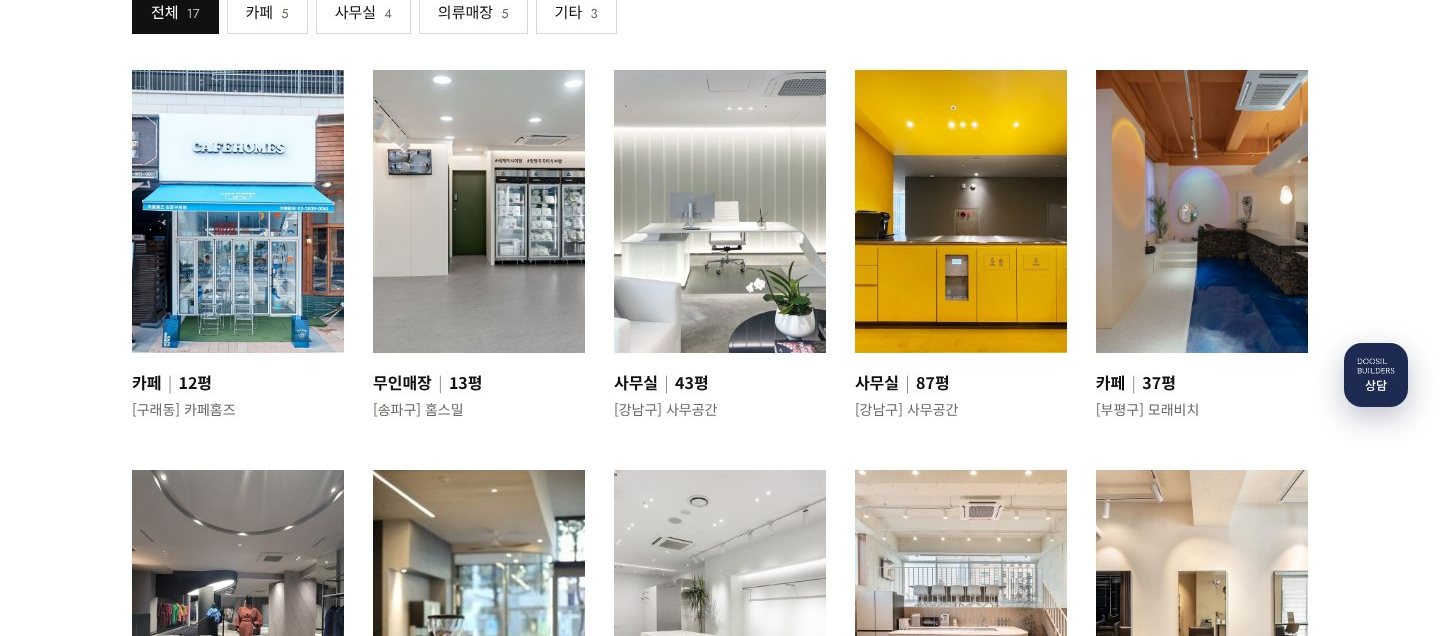 전체 17
카페 5
사무실 4
의류매장 5
기타 3
CAFEHOMES
카페 | 12평
[구래동] 카페홈즈
무인매장 | 13평
[송파구] 홈스밀
사무실 | 43평
[강남구] 사무공간
사무실 | 87평
[강남구] 사무공간
카페 | 37평
[부평구] 모래비치
DOOSIL
BUILDERS
상담